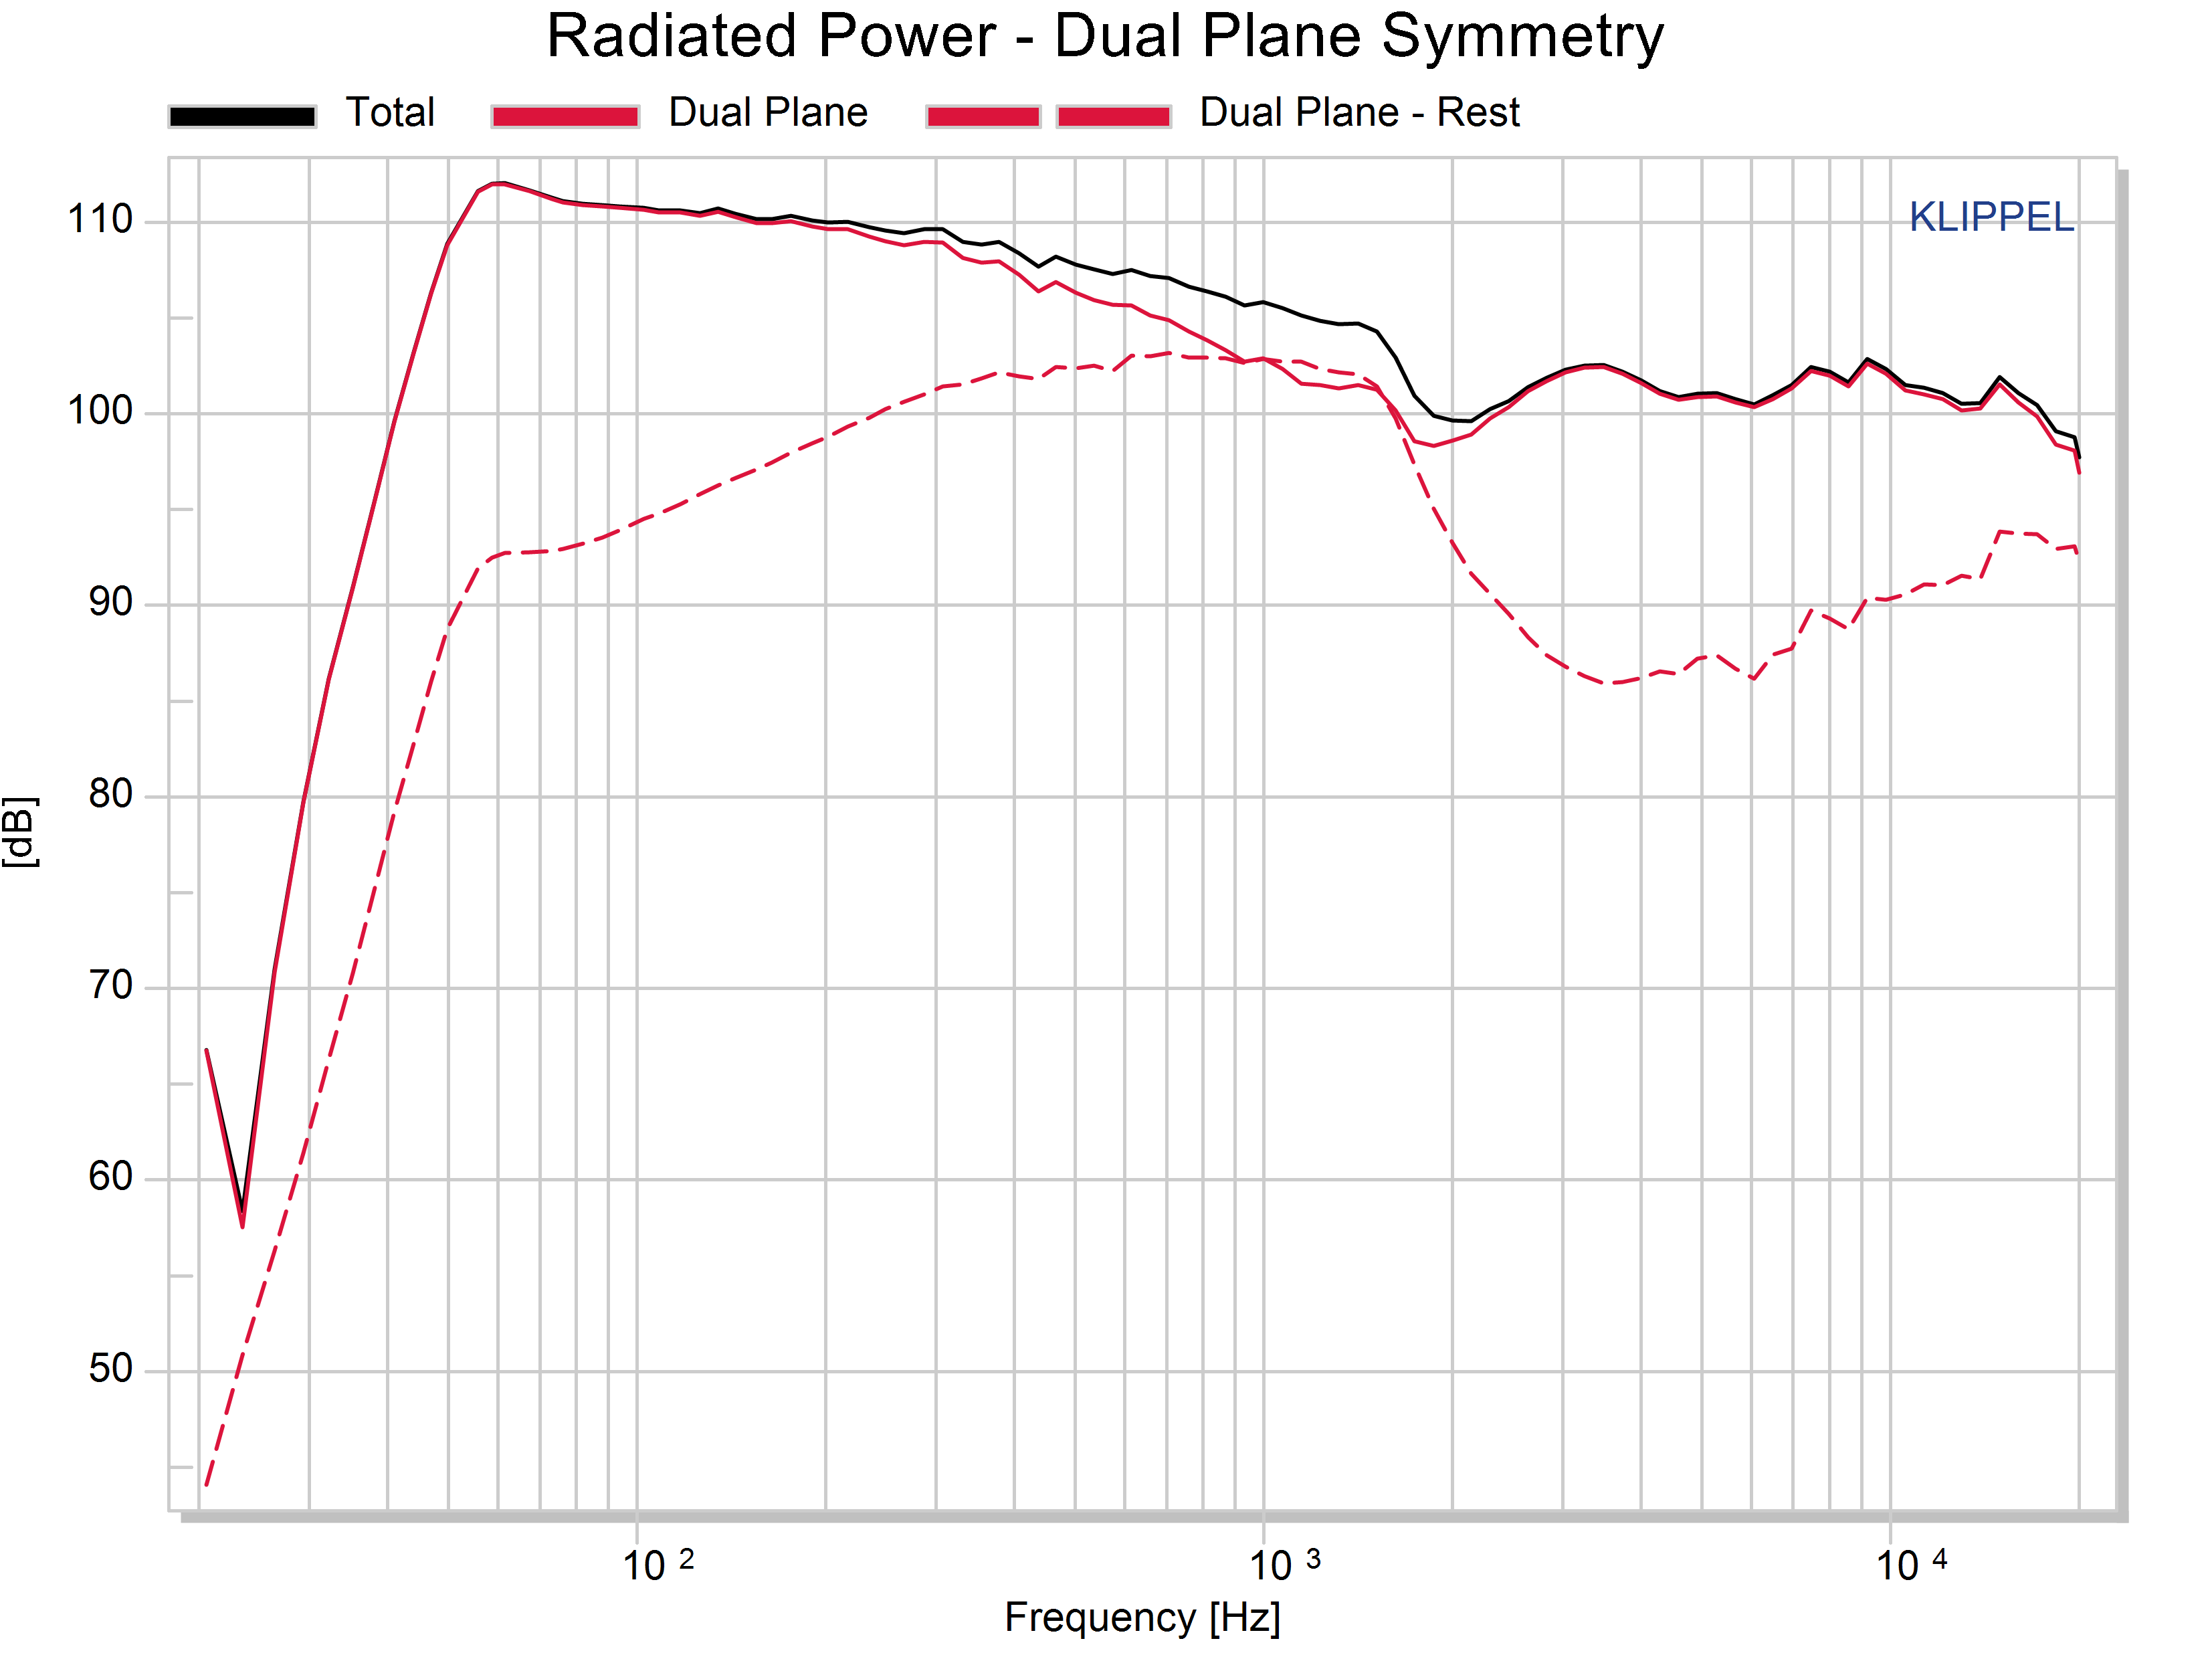 Radiated Power - Dual Plane Symmetry
Total Dual Plane Dual Plane - Rest
KLIPPEL
110
100
90
80
70
60
50
[dB]
10 2 10 3 10 4
Frequency [Hz]